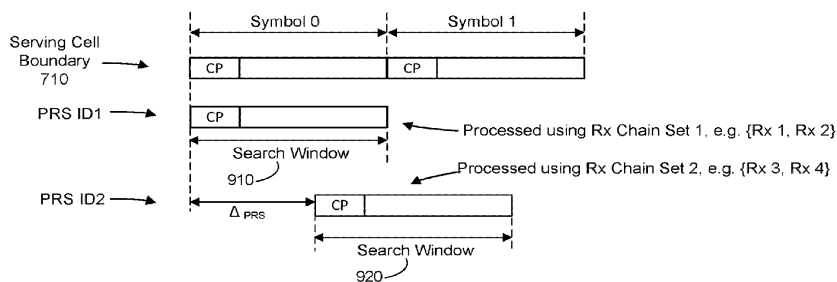 Symbol 0
Symbol 1
Serving Cell
Boundary
710
CP
CP
PRS ID1
CP
Processed using Rx Chain Set 1, e.g. {Rx 1, Rx 2}
Search Window
910
Processed using Rx Chain Set 2, e.g. {Rx 3, Rx 4}
PRS ID2
CP
Δ PRS
Search Window
920